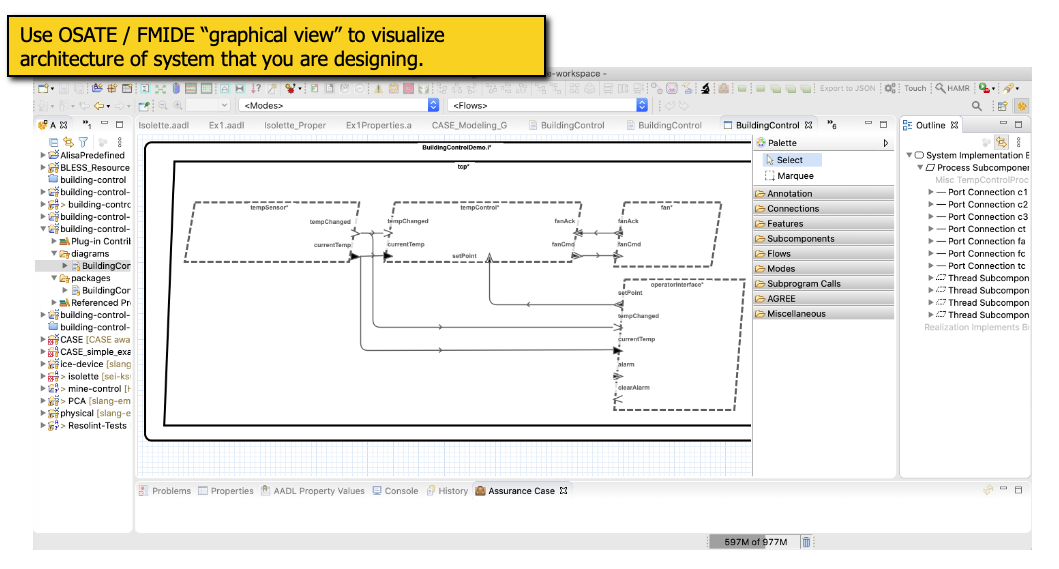 Use OSATE / FMIDE “graphical view” to visualize
architecture of system that you are designing.
e-workspace -
Export to JSON
Touch
HAMR
<Modes>
<Flows>
A
»1
Isolette.aadl
Ex1.aadl
Isolette_Proper
Ex1Properties.a
CASE_Modeling_G
BuildingControl
BuildingControl
BuildingControl
»6
Outline
AlisaPredefined
BLESS_Resource
building-control
building-control-
> building-contro
building-control-
building-control-
Plug-in Contrib
diagrams
BuildingCor
packages
BuildingCor
Referenced Pr
building-control-
building-control-
CASE [CASE awa
CASE_simple_exa
ice-device [slang
> isolette [sei-ks
> mine-control [H
> PCA [slang-em
physical [slang-e
> Resolint-Tests
BuildingControlDemo.i*
top*
tempSensor*
tempChanged
currentTemp
tempControl*
tempChanged
currentTemp
setPoint
fanAck
fanCmd
fan*
fanAck
fanCmd
operatorInterface*
setPoint
tempChanged
currentTemp
alarm
clearAlarm
Palette
Select
Marquee
Annotation
Connections
Features
Subcomponents
Flows
Modes
Subprogram Calls
AGREE
Miscellaneous
System Implementation B
Process Subcomponer
Misc TempControlProc
Port Connection c1
Port Connection c2
Port Connection c3
Port Connection ct
Port Connection fa
Port Connection fc
Port Connection tc
Thread Subcompon
Thread Subcompon
Thread Subcompon
Thread Subcompon
Realization Implements Bu
Problems
Properties
AADL Property Values
Console
History
Assurance Case
597M of 977M